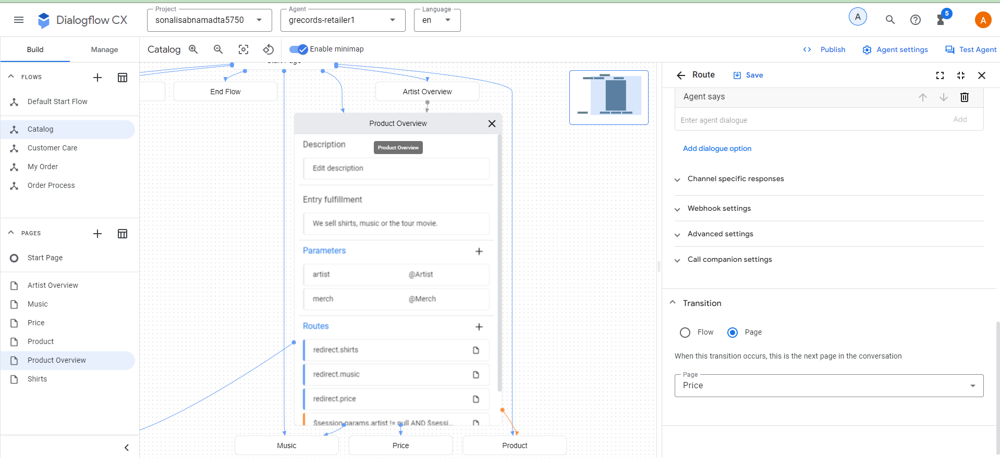 Dialogflow CX
Project
sonalisabnamadta5750
Agent
grecords-retailer1
Language
en
A
5
A
Build
Manage
Catalog
Enable minimap
Publish
Agent settings
Test Agent
FLOWS
Default Start Flow
Catalog
Customer Care
My Order
Order Process
PAGES
Start Page
Artist Overview
Music
Price
Product
Product Overview
Shirts
Start Page
End Flow
Artist Overview
Product Overview
Description
Product Overview
Edit description
Entry fulfillment
We sell shirts, music or the tour movie.
Parameters
artist @Artist
merch @Merch
Routes
redirect.shirts
redirect.music
redirect.price
$session.params.artist != null AND $sessi...
Music
Price
Product
Route
Save
Agent says
Enter agent dialogue
Add
Add dialogue option
Channel specific responses
Webhook settings
Advanced settings
Call companion settings
Transition
Flow
Page
When this transition occurs, this is the next page in the conversation
Page
Price